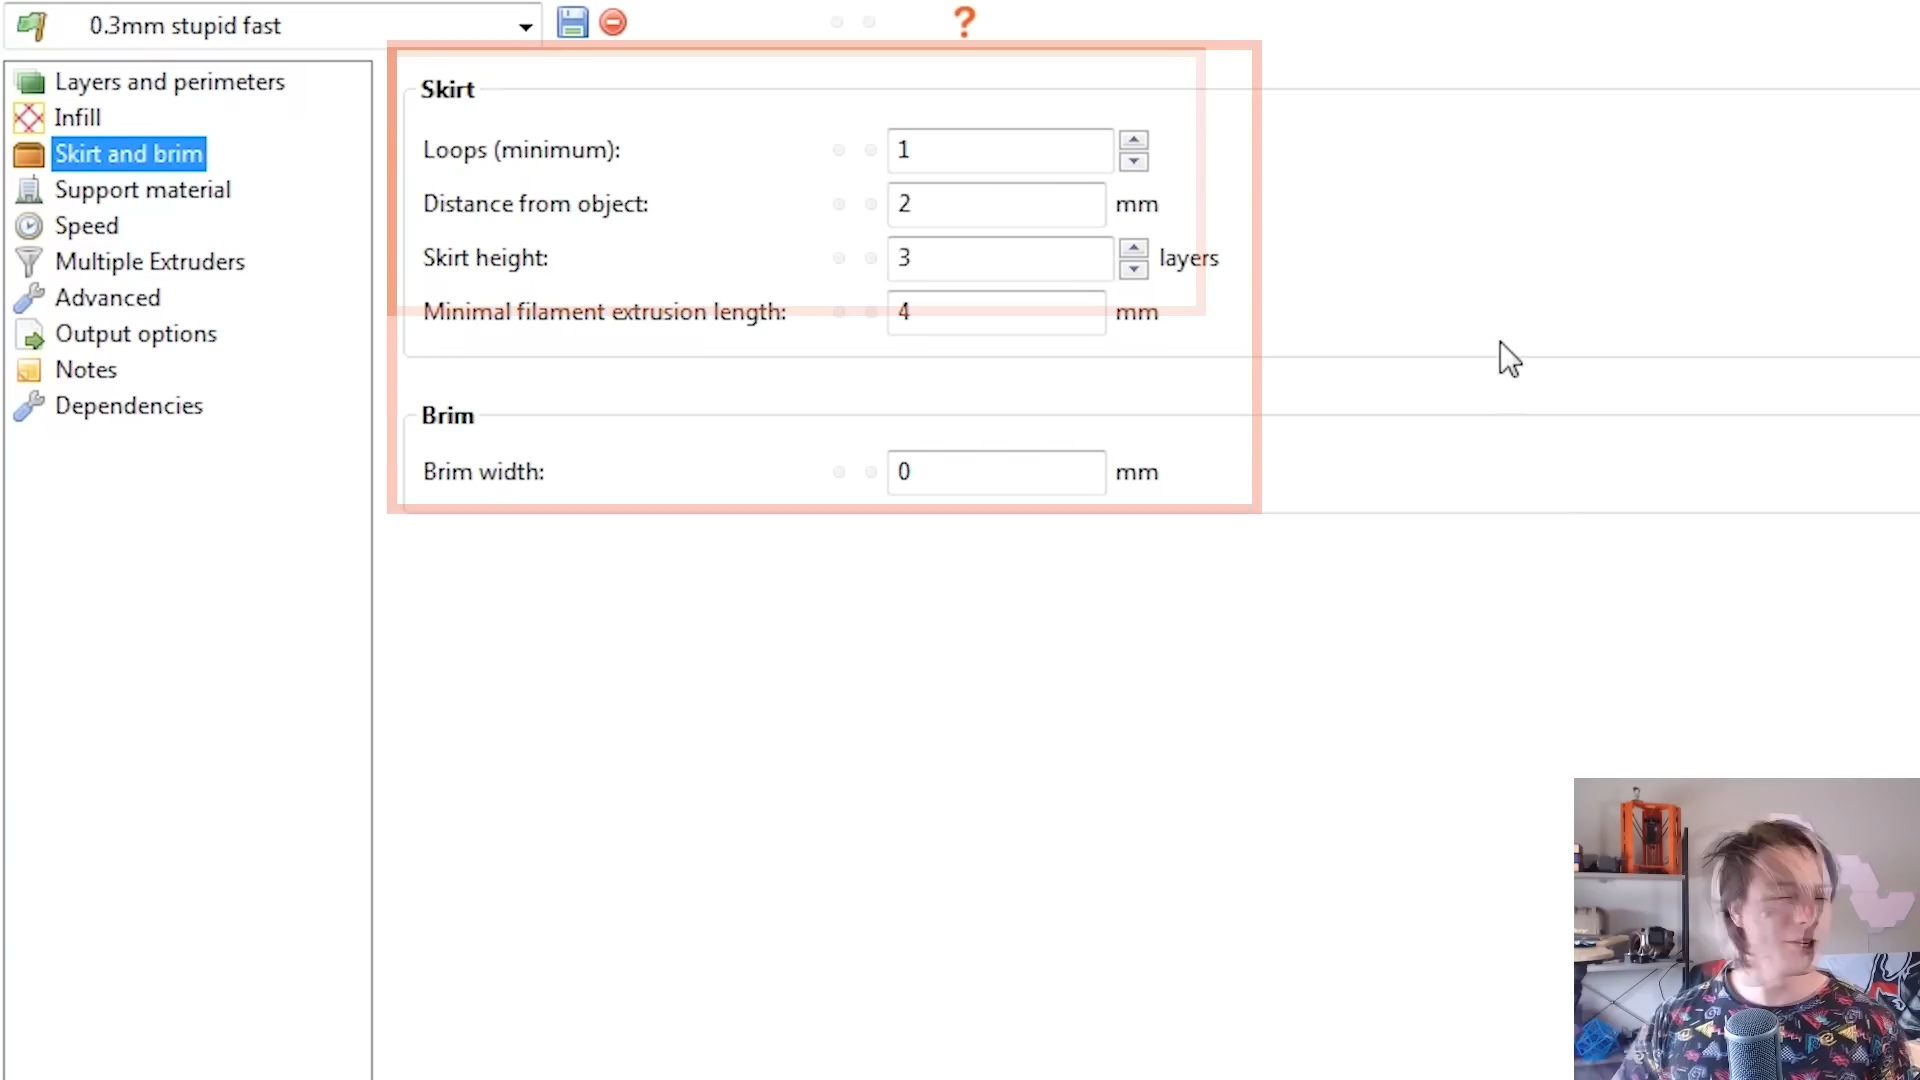 0.3mm stupid fast
?
Layers and perimeters
Infill
Skirt and brim
Support material
Speed
Multiple Extruders
Advanced
Output options
Notes
Dependencies
Skirt
Loops (minimum): 1
Distance from object: 2 mm
Skirt height: 3 layers
Minimal filament extrusion length: 4 mm
Brim
Brim width: 0 mm